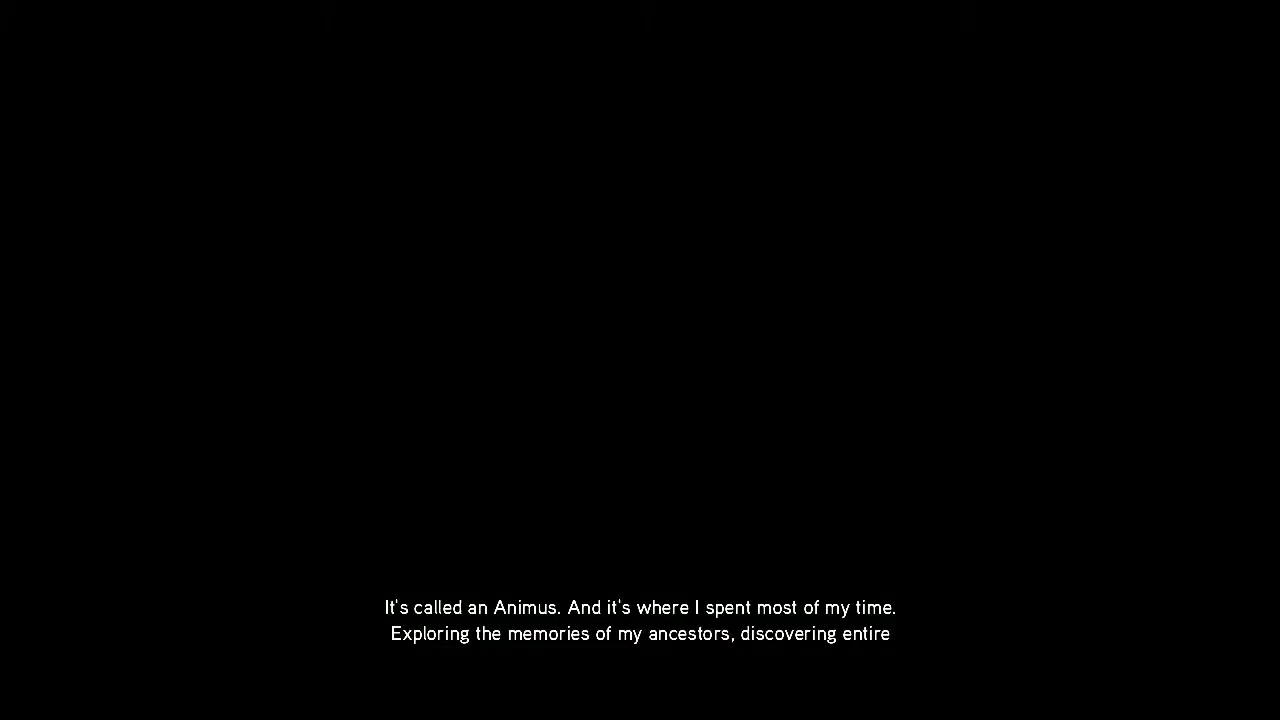 It's called an Animus. And it's where I spent most of my time.
Exploring the memories of my ancestors, discovering entire